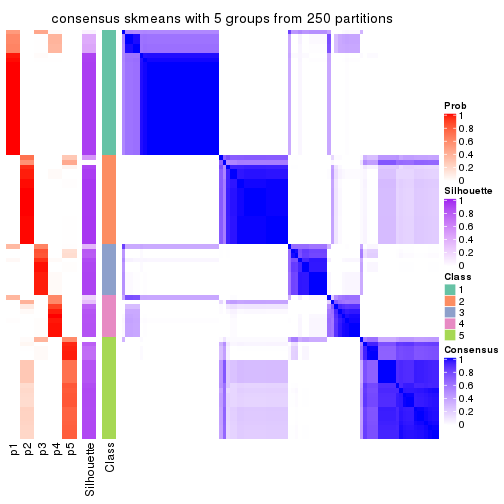 consensus skmeans with 5 groups from 250 partitions
Prob
1
0.8
0.6
0.4
0.2
0
Silhouette
1
0.8
0.6
0.4
0.2
0
Class
1
2
3
4
5
Consensus
1
0.8
0.6
0.4
0.2
0
p1
p2
p3
p4
p5
Silhouette
Class